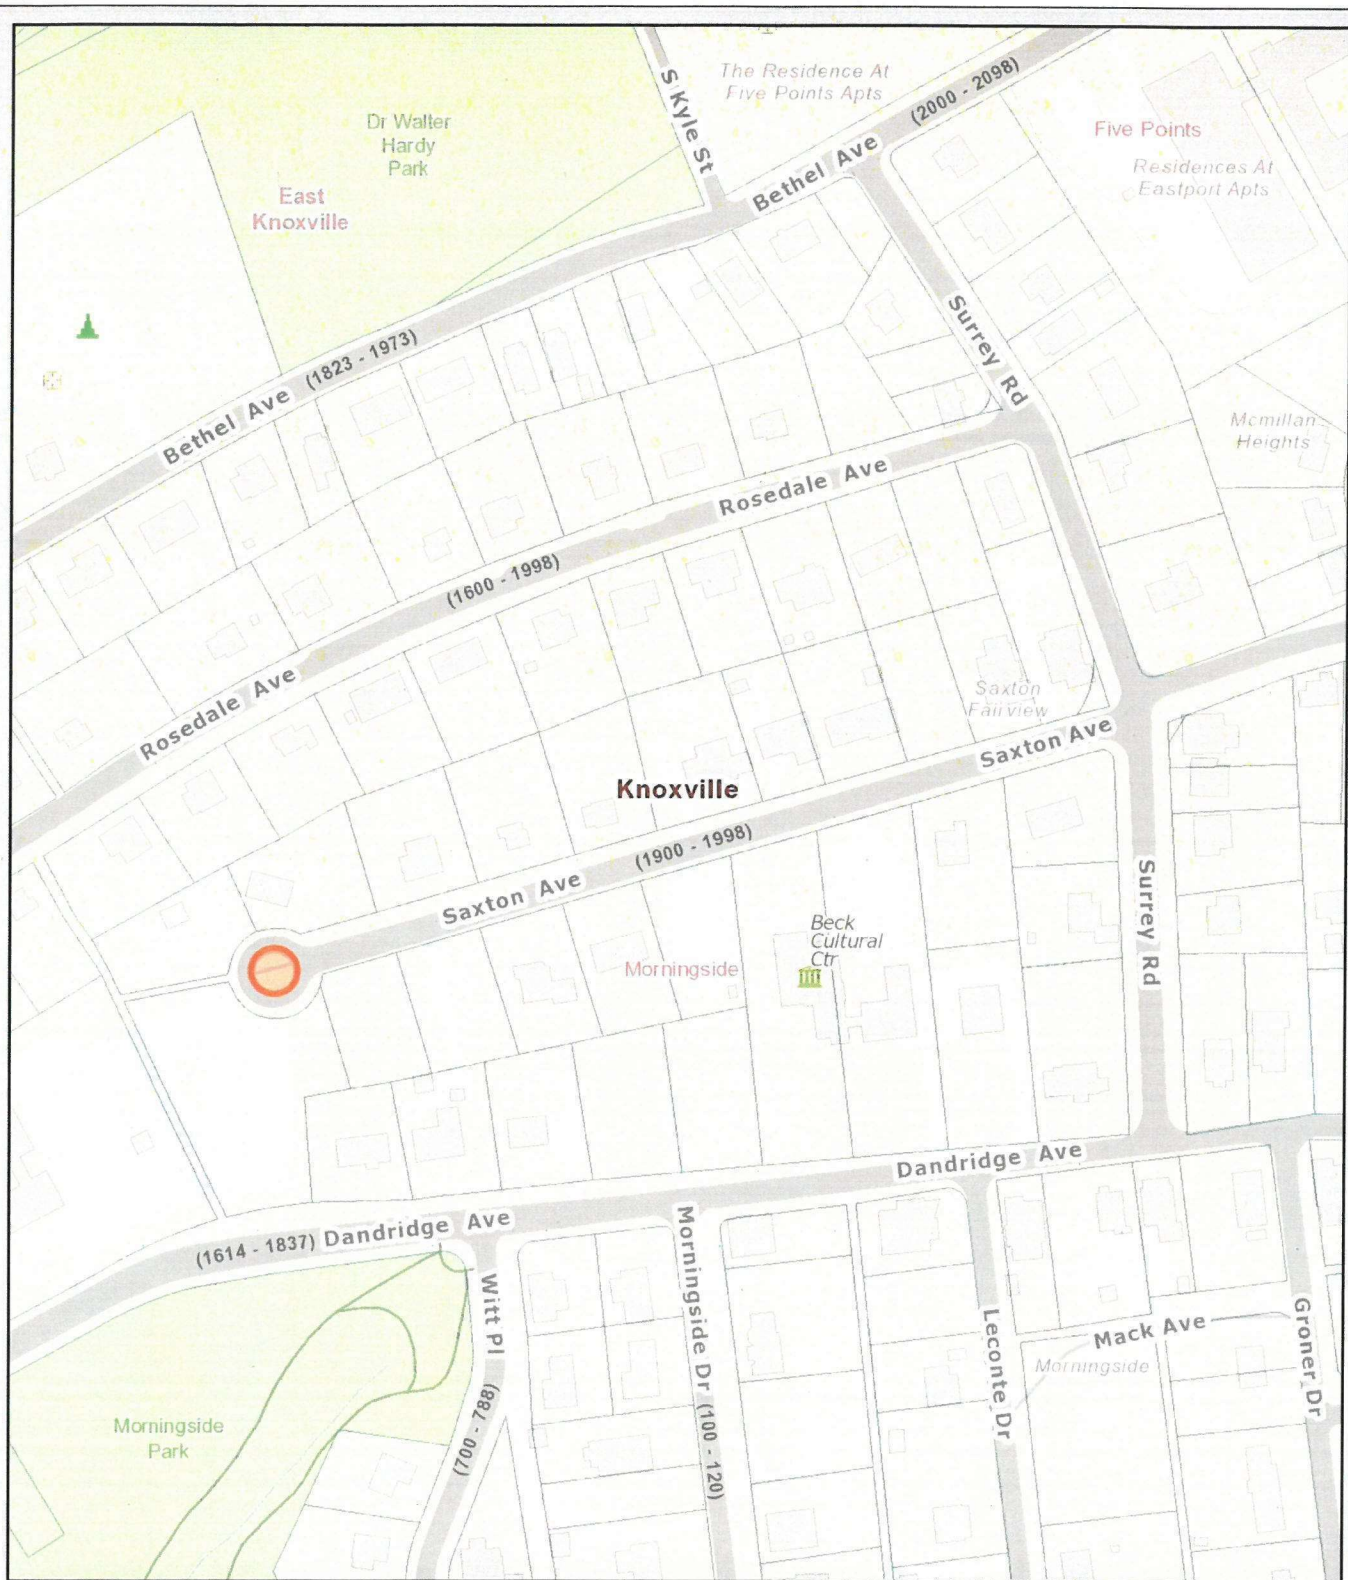 The Residence At
Five Points Apts
S Kyle St
(2000 - 2098)
Bethel Ave
Five Points
Residences At
Eastport Apts
Dr Walter
Hardy
Park
East
Knoxville
Surrey Rd
(1823 - 1973)
Bethel Ave
Mcmillan
Heights
Rosedale Ave
(1600 - 1998)
Rosedale Ave
Saxton
Fairview
Saxton Ave
Knoxville
(1900 - 1998)
Saxton Ave
Surrey Rd
Beck
Cultural
Ctr
Morningside
Dandridge Ave
(1614 - 1837) Dandridge Ave
Witt Pl
(700 - 788)
Morningside Dr (100 - 120)
Leconte Dr
Mack Ave
Morningside
Groner Dr
Morningside
Park